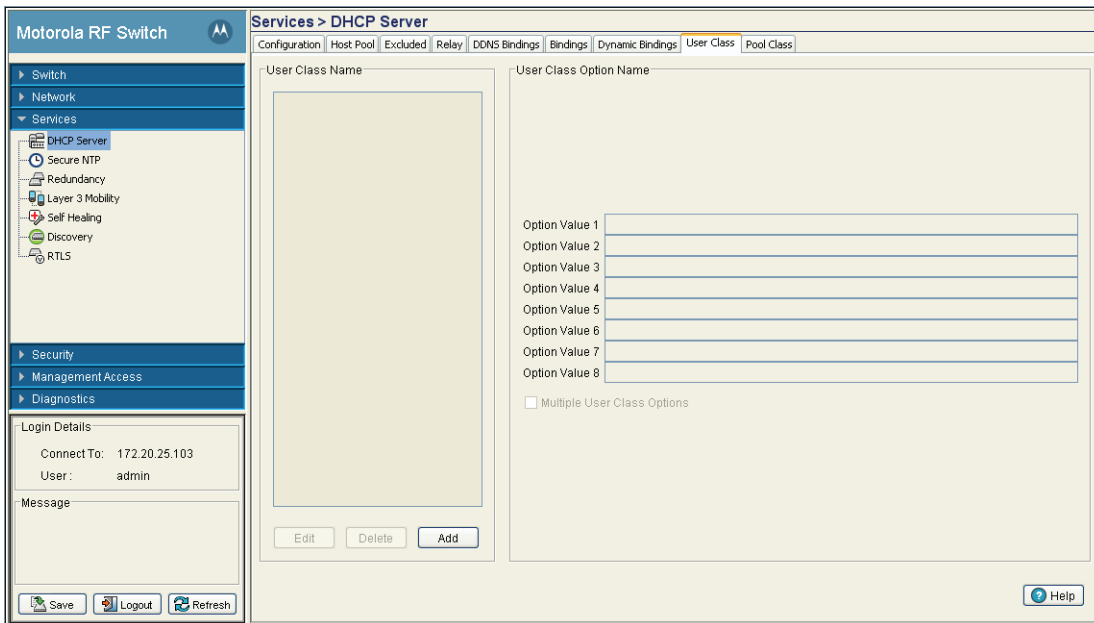 Motorola RF Switch
Switch
Network
Services
DHCP Server
Secure NTP
Redundancy
Layer 3 Mobility
Self Healing
Discovery
RTLS
Security
Management Access
Diagnostics
Login Details
Connect To: 172.20.25.103
User : admin
Message
Save Logout Refresh
Services > DHCP Server
Configuration Host Pool Excluded Relay DDNS Bindings Bindings Dynamic Bindings User Class Pool Class
User Class Name
Edit Delete Add
User Class Option Name
Option Value 1
Option Value 2
Option Value 3
Option Value 4
Option Value 5
Option Value 6
Option Value 7
Option Value 8
Multiple User Class Options
Help